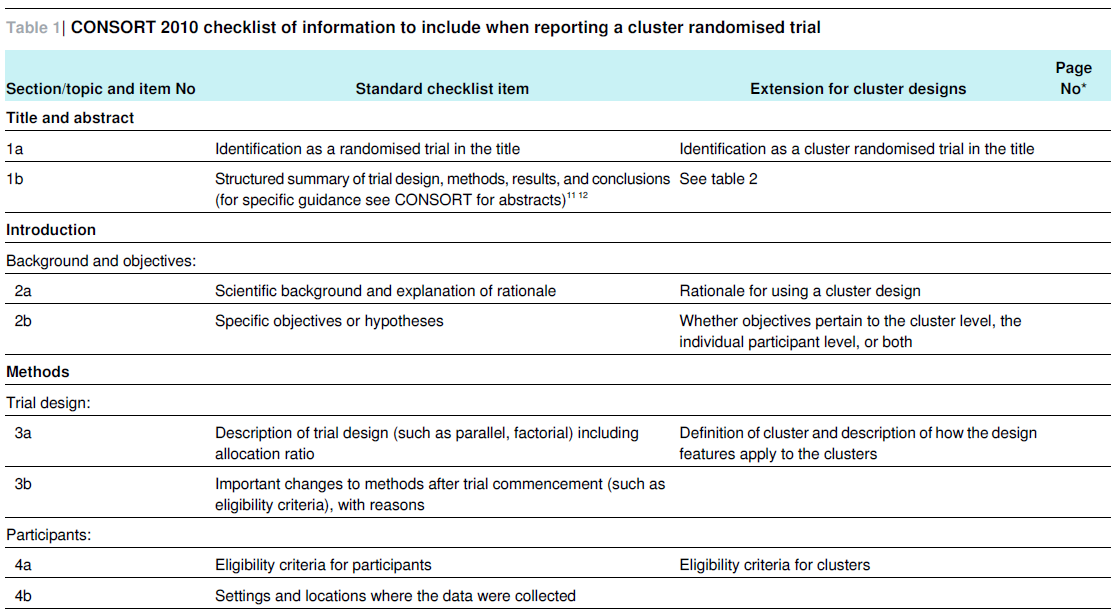 Table 1| CONSORT 2010 checklist of information to include when reporting a cluster randomised trial
Page
Section/topic and item No Standard checklist item Extension for cluster designs No*
Title and abstract
1a Identification as a randomised trial in the title Identification as a cluster randomised trial in the title
1b Structured summary of trial design, methods, results, and conclusions See table 2
(for specific guidance see CONSORT for abstracts)11 12
Introduction
Background and objectives:
2a Scientific background and explanation of rationale Rationale for using a cluster design
2b Specific objectives or hypotheses Whether objectives pertain to the cluster level, the
individual participant level, or both
Methods
Trial design:
3a Description of trial design (such as parallel, factorial) including Definition of cluster and description of how the design
allocation ratio features apply to the clusters
3b Important changes to methods after trial commencement (such as
eligibility criteria), with reasons
Participants:
4a Eligibility criteria for participants Eligibility criteria for clusters
4b Settings and locations where the data were collected